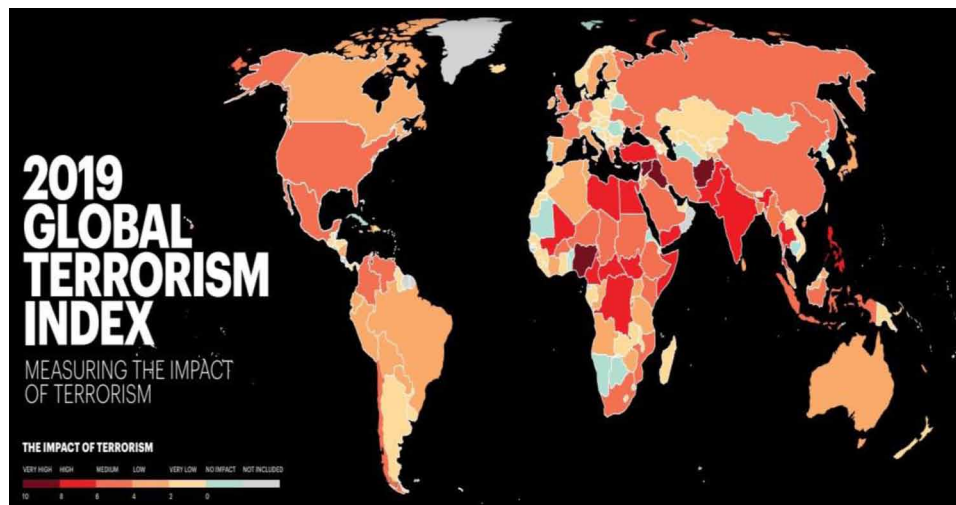 2019
GLOBAL
TERRORISM
INDEX
MEASURING THE IMPACT
OF TERRORISM
THE IMPACT OF TERRORISM
VERY HIGH HIGH MEDIUM LOW VERY LOW NO IMPACT NOT INCLUDED
10 8 6 4 2 0